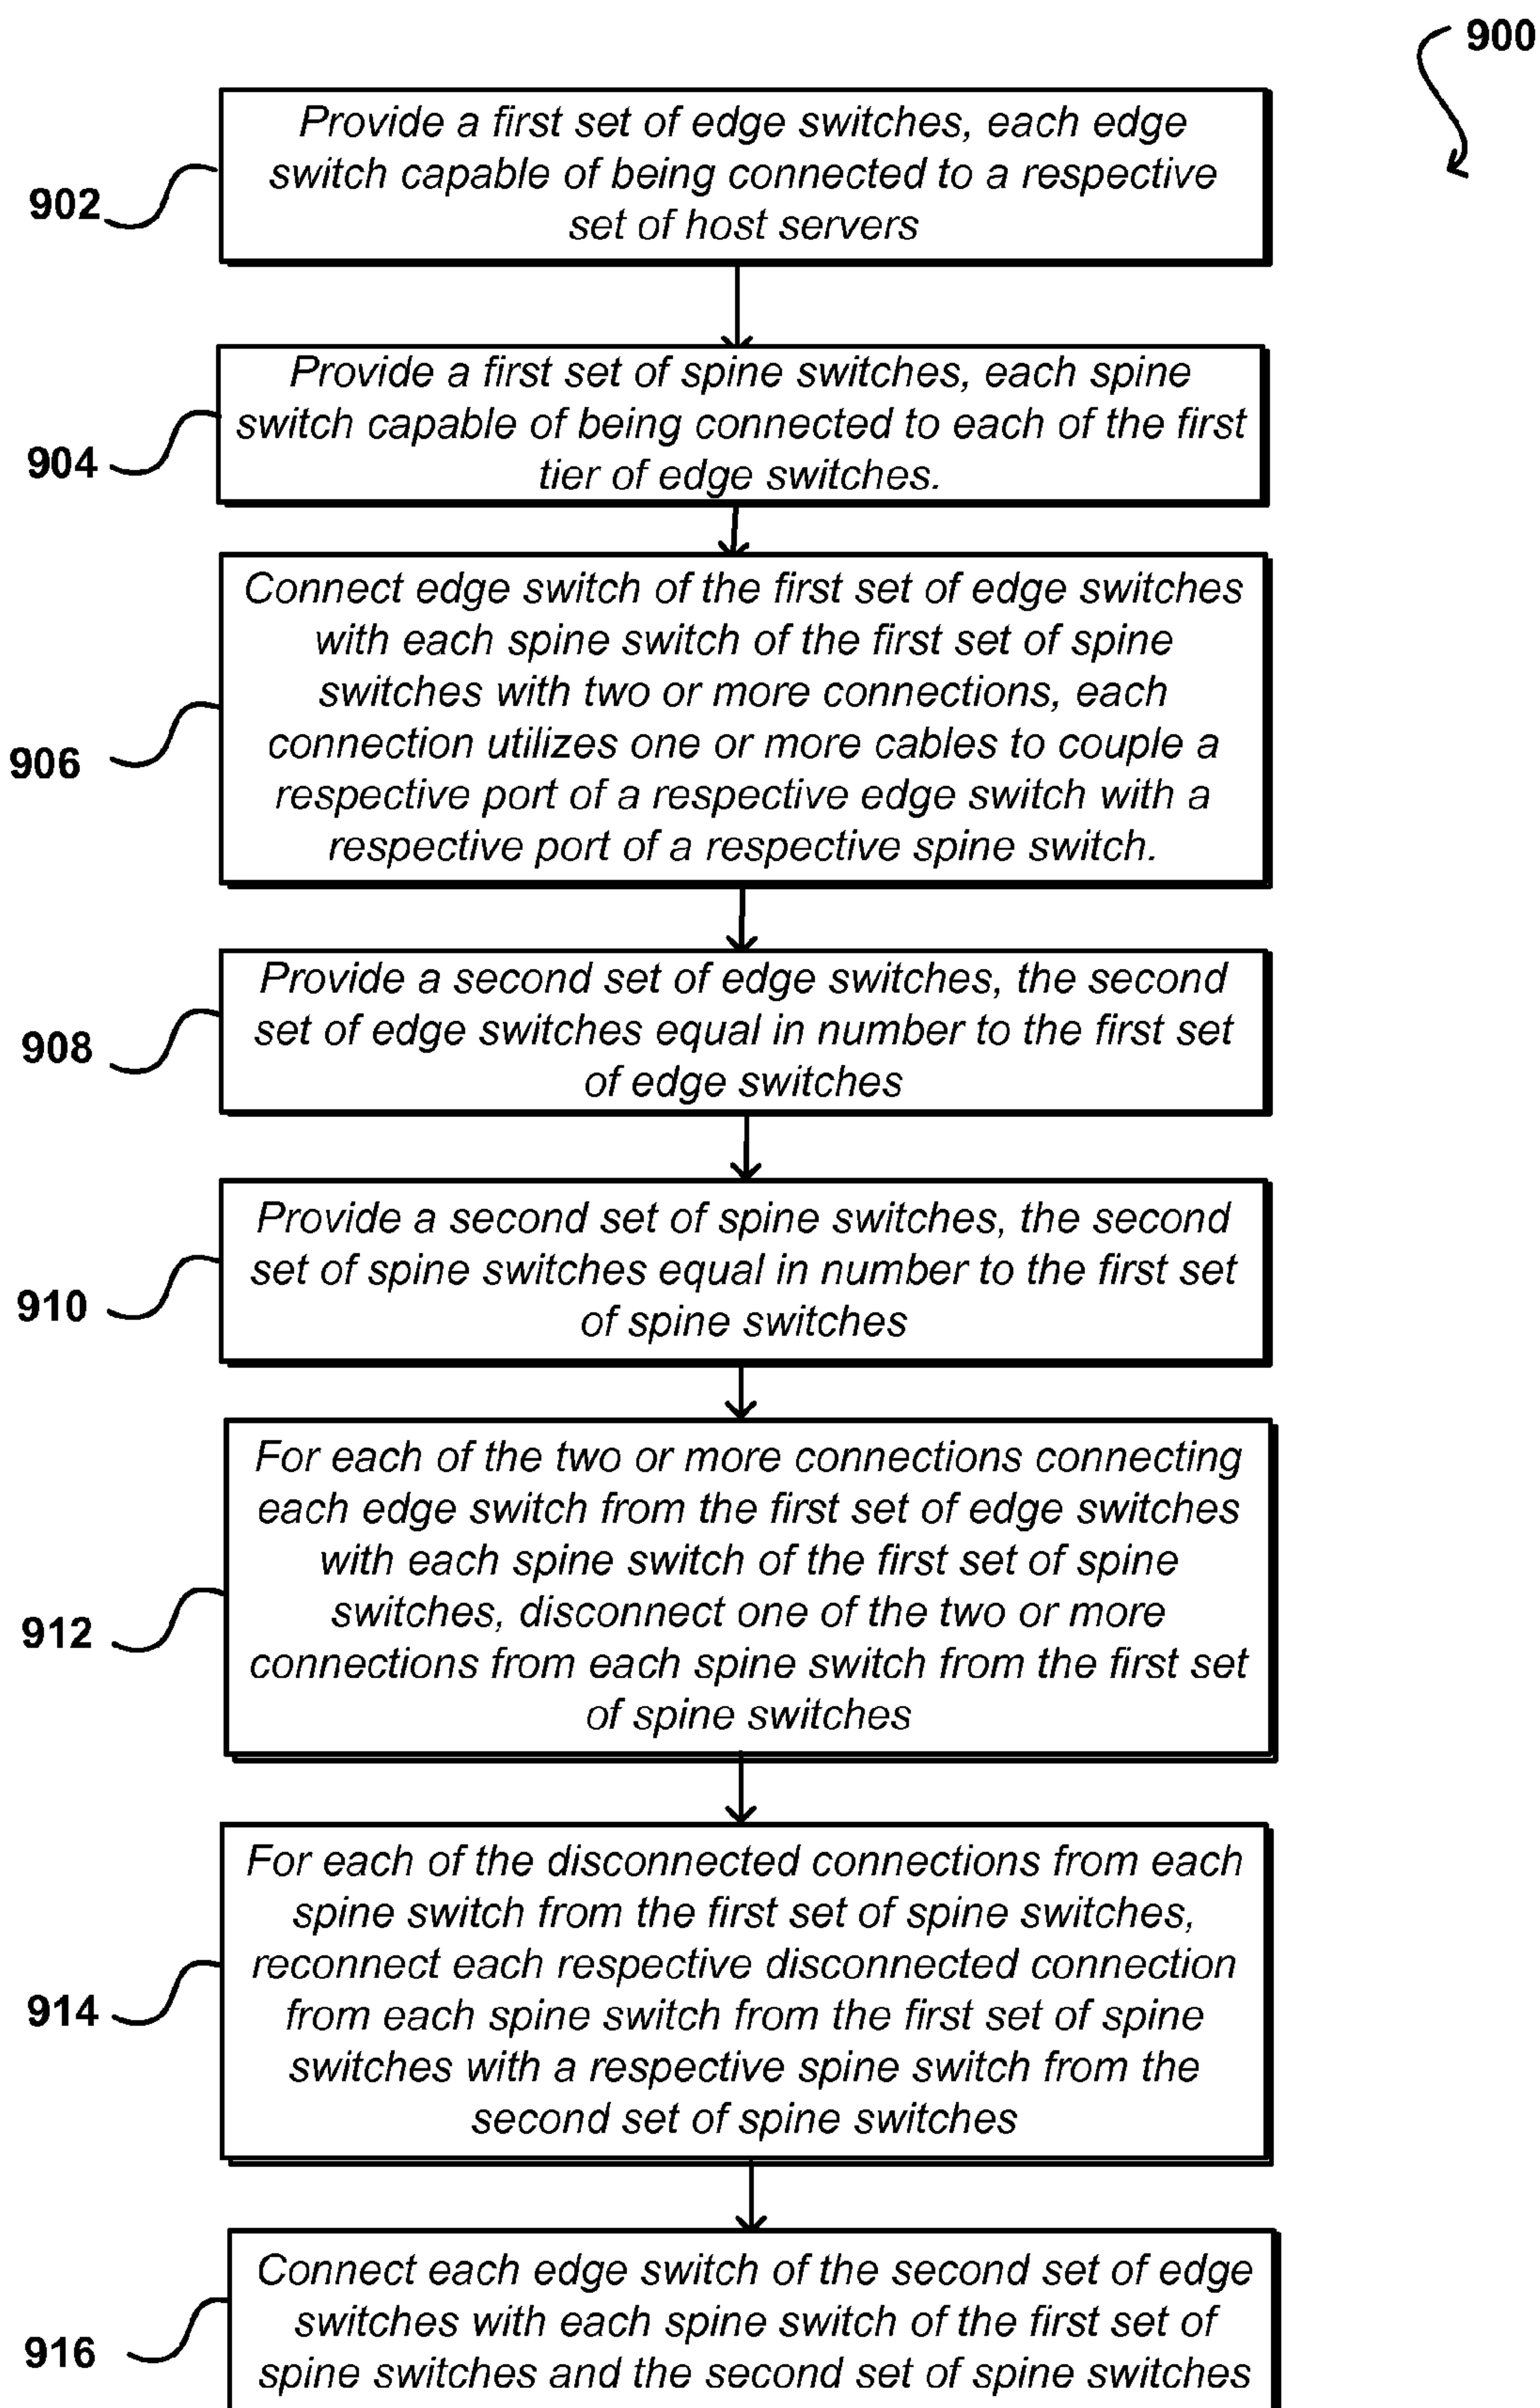 900
Provide a first set of edge switches, each edge
switch capable of being connected to a respective
set of host servers
902
Provide a first set of spine switches, each spine
switch capable of being connected to each of the first
tier of edge switches.
904
Connect edge switch of the first set of edge switches
with each spine switch of the first set of spine
switches with two or more connections, each
connection utilizes one or more cables to couple a
respective port of a respective edge switch with a
respective port of a respective spine switch.
906
Provide a second set of edge switches, the second
set of edge switches equal in number to the first set
of edge switches
908
Provide a second set of spine switches, the second
set of spine switches equal in number to the first set
of spine switches
910
For each of the two or more connections connecting
each edge switch from the first set of edge switches
with each spine switch of the first set of spine
switches, disconnect one of the two or more
connections from each spine switch from the first set
of spine switches
912
For each of the disconnected connections from each
spine switch from the first set of spine switches,
reconnect each respective disconnected connection
from each spine switch from the first set of spine
switches with a respective spine switch from the
second set of spine switches
914
Connect each edge switch of the second set of edge
switches with each spine switch of the first set of
spine switches and the second set of spine switches
916